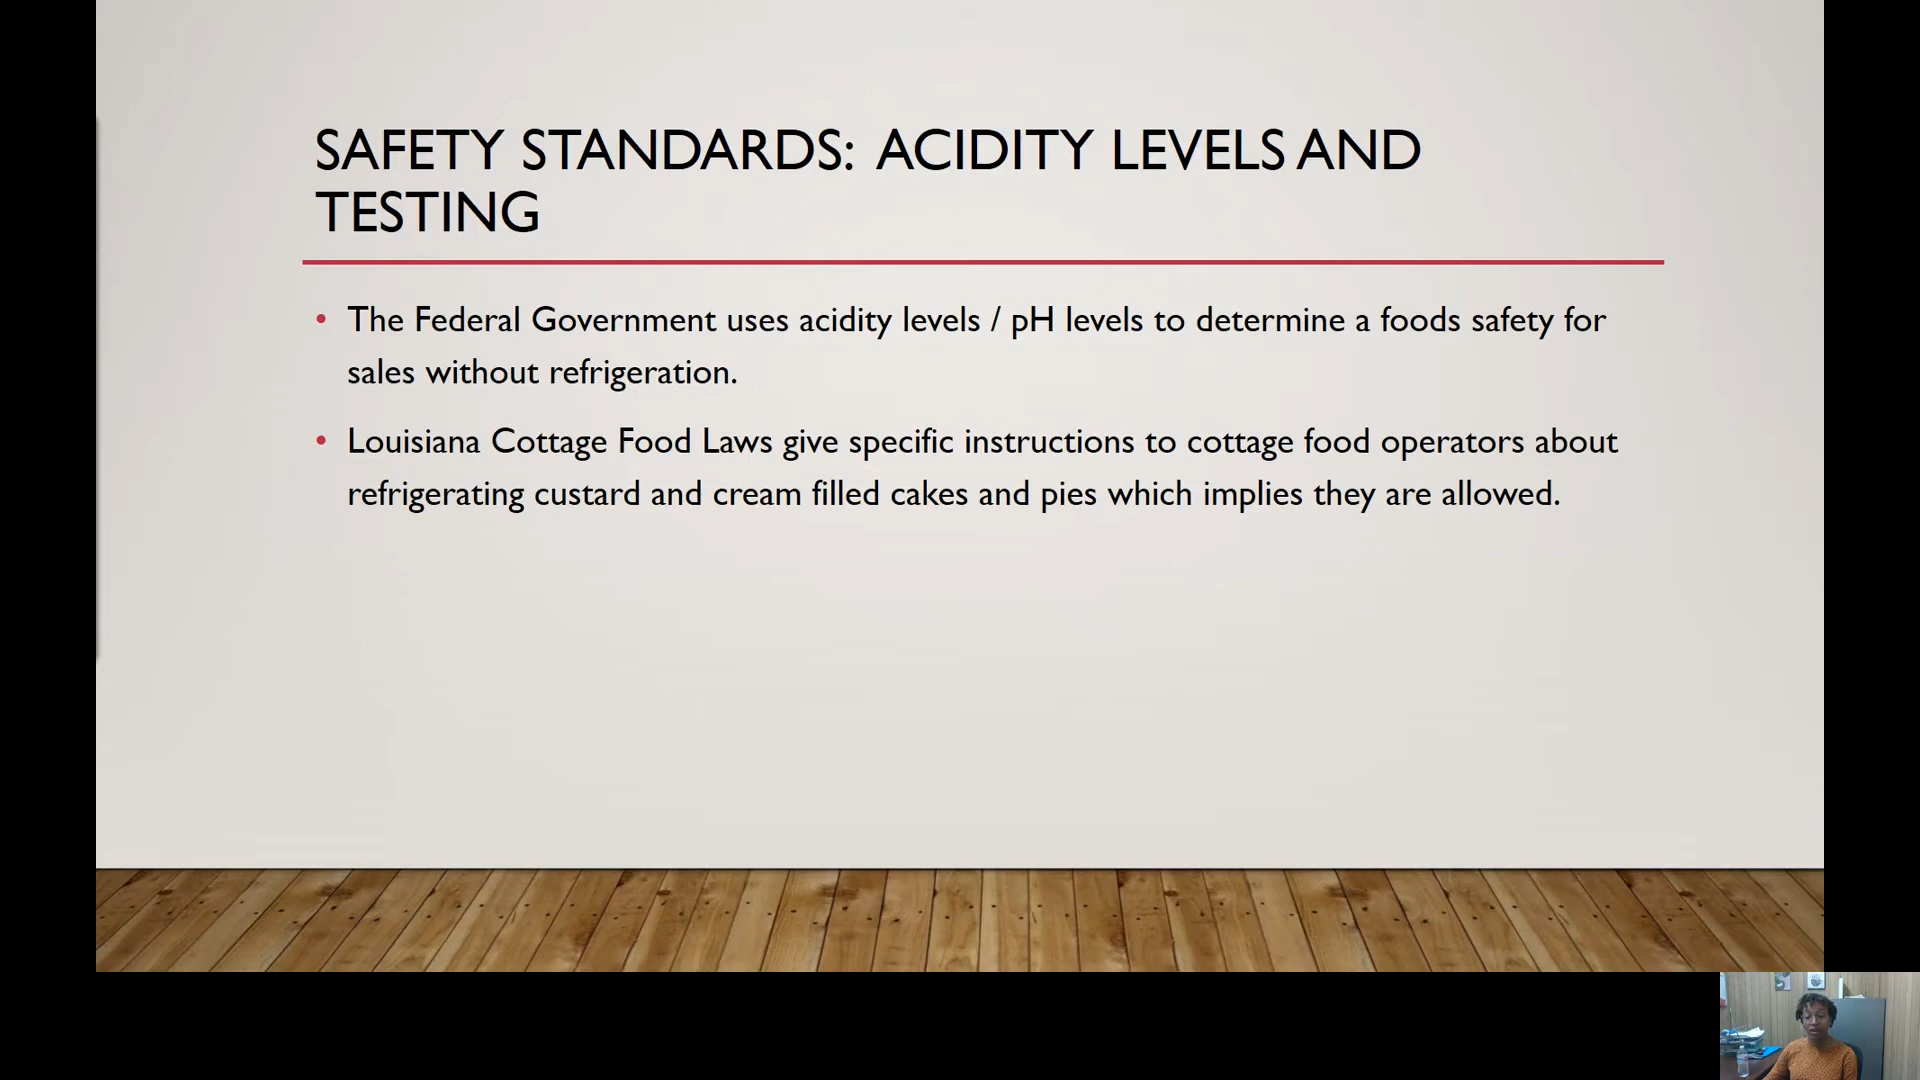 SAFETY STANDARDS: ACIDITY LEVELS AND
TESTING
• The Federal Government uses acidity levels / pH levels to determine a foods safety for
sales without refrigeration.
• Louisiana Cottage Food Laws give specific instructions to cottage food operators about
refrigerating custard and cream filled cakes and pies which implies they are allowed.